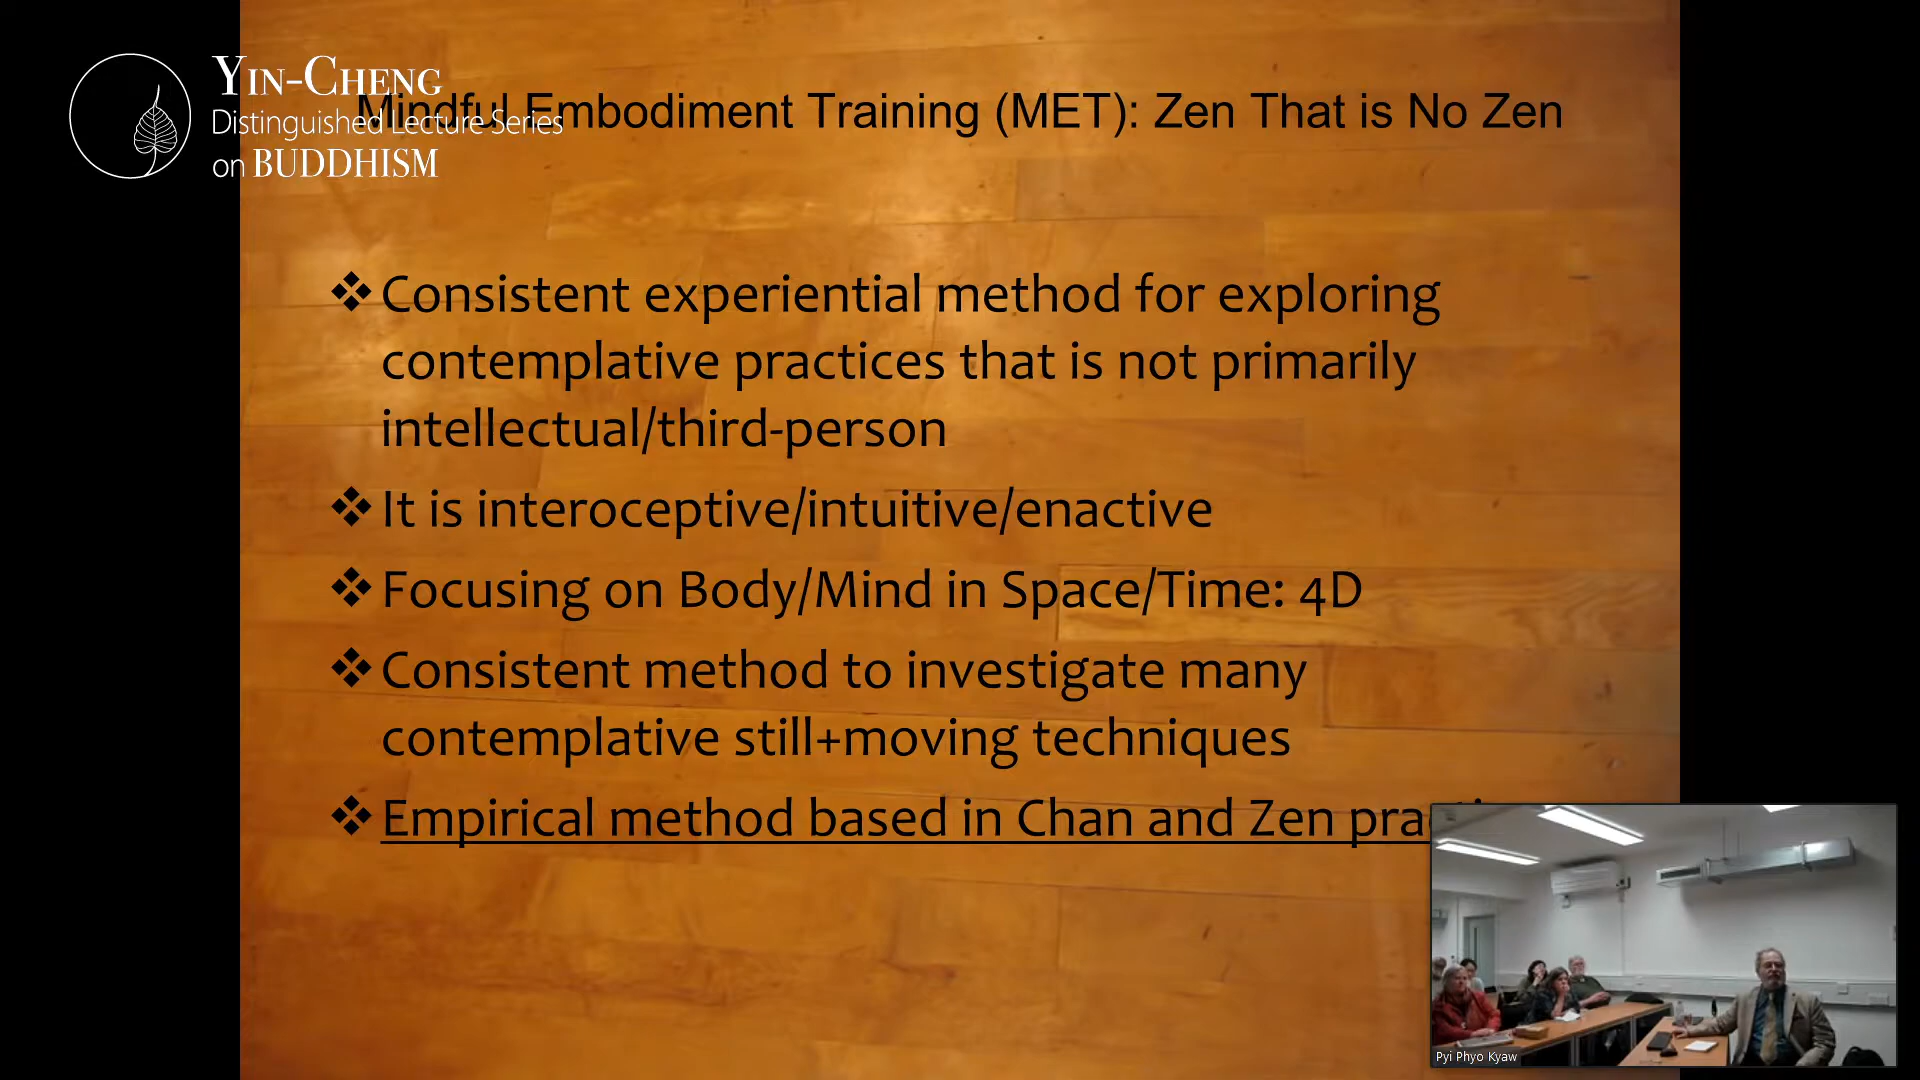 YIN-CHENG
Distinguished Lecture Series
on BUDDHISM
Mindful Embodiment Training (MET): Zen That is No Zen
Consistent experiential method for exploring
contemplative practices that is not primarily
intellectual/third-person
It is interoceptive/intuitive/enactive
Focusing on Body/Mind in Space/Time: 4D
Consistent method to investigate many
contemplative still+moving techniques
Empirical method based in Chan and Zen
Pyi Phyo Kyaw